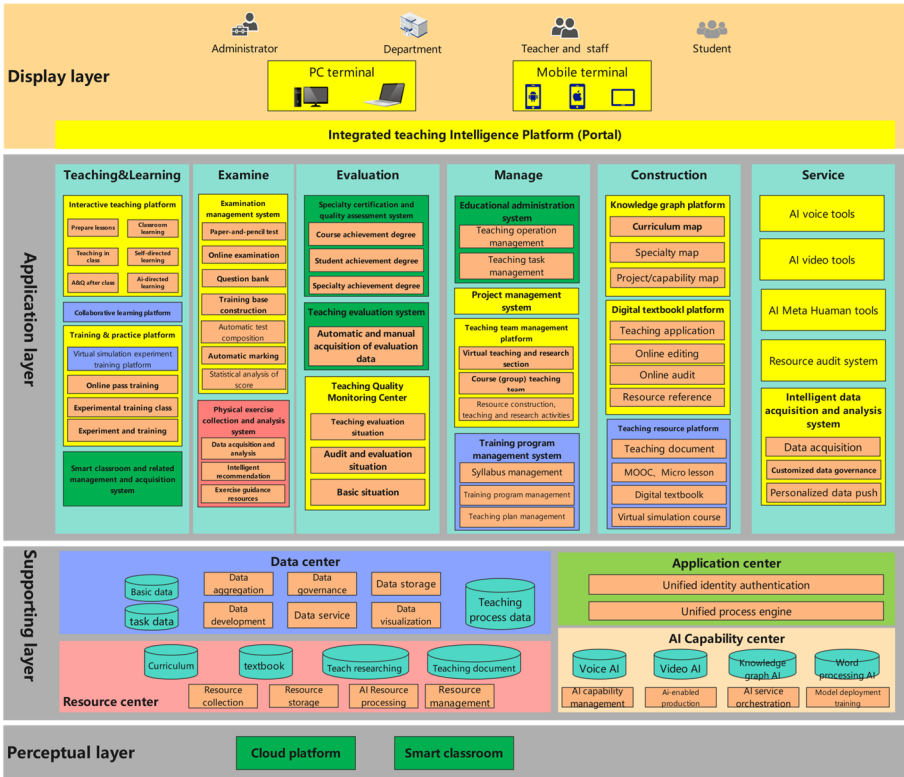 Administrator
Department
Teacher and staff
Student
Display layer
PC terminal
Mobile terminal
Integrated teaching Intelligence Platform (Portal)
Application layer
Teaching&Learning
Interactive teaching platform
Prepare lessons
Classroom
learning
Teaching in
class
Self-directed
learning
A&Q after class
Ai-directed
learning
Collaborative learning platform
Training & practice platform
Virtual simulation experiment
training platform
Online pass training
Experimental training class
Experiment and training
Smart classroom and related
management and acquisition
system
Examine
Examination
management system
Paper-and-pencil test
Online examination
Question bank
Training base
construction
Automatic test
composition
Automatic marking
Statistical analysis of
score
Physical exercise
collection and analysis
system
Data acquisition and
analysis
Intelligent
recommendation
Exercise guidance
resources
Evaluation
Specialty certification and
quality assessment system
Course achievement degree
Student achievement degree
Specialty achievement degree
Teaching evaluation system
Automatic and manual
acquisition of evaluation
data
Teaching Quality
Monitoring Center
Teaching evaluation
situation
Audit and evaluation
situation
Basic situation
Manage
Educational administration
system
Teaching operation
management
Teaching task
management
Project management
system
Teaching team management
platform
Virtual teaching and research
section
Course (group) teaching
team
Resource construction,
teaching and research activities
Training program
management system
Syllabus management
Training program management
Teaching plan management
Construction
Knowledge graph platform
Curriculum map
Specialty map
Project/capability map
Digital textbookl platform
Teaching application
Online editing
Online audit
Resource reference
Teaching resource platform
Teaching document
MOOC、Micro lesson
Digital textboolk
Virtual simulation course
Service
AI voice tools
AI video tools
AI Meta Huaman tools
Resource audit system
Intelligent data
acquisition and analysis
system
Data acquisition
Customized data governance
Personalized data push
Supporting layer
Data center
Basic data
task data
Data
aggregation
Data
governance
Data storage
Data
development
Data service
Data
visualization
Teaching
process data
Application center
Unified identity authentication
Unified process engine
Resource center
Curriculum
textbook
Teach researching
Teaching document
Resource
collection
Resource
storage
AI Resource
processing
Resource
management
AI Capability center
Voice AI
Video AI
Knowledge
graph AI
Word
processing AI
AI capability
management
Ai-enabled
production
AI service
orchestration
Model deployment
training
Perceptual layer
Cloud platform
Smart classroom